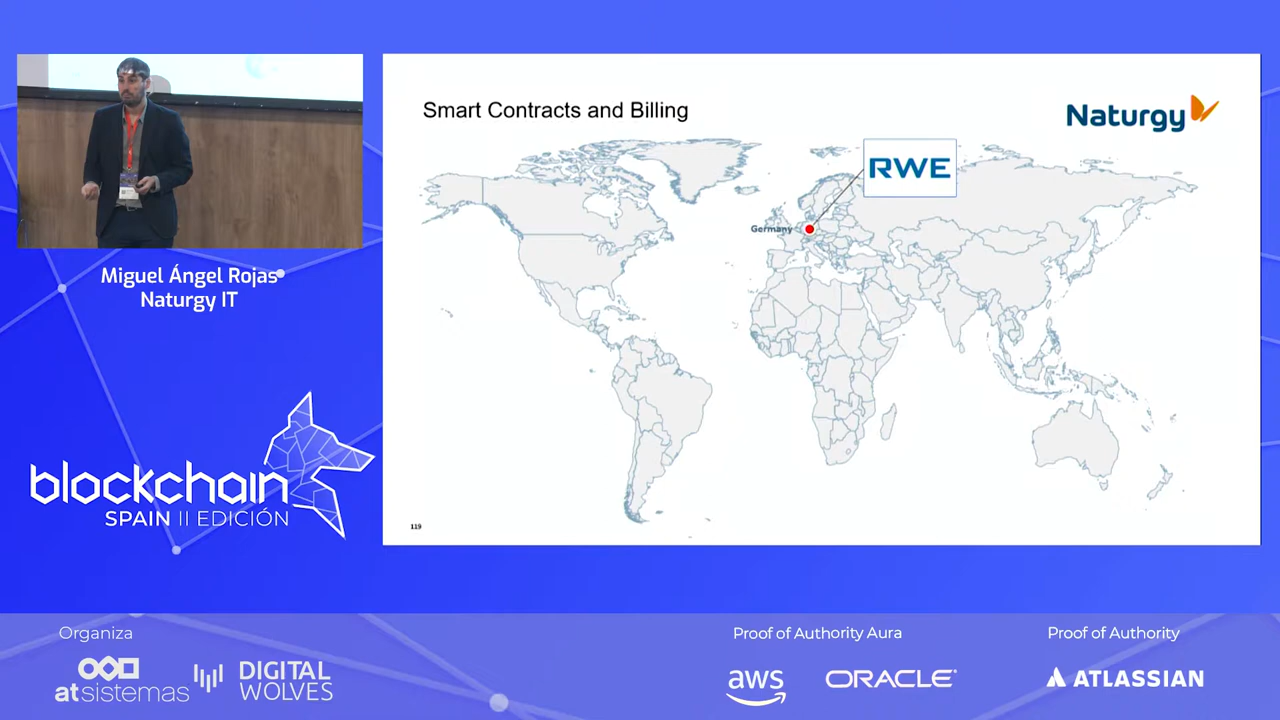 Smart Contracts and Billing
Naturgy
RWE
Germany
119
Miguel Ángel Rojas
Naturgy IT
blockchain
SPAIN II EDICIÓN
Organiza
atsistemas
DIGITAL
WOLVES
Proof of Authority Aura
aws
ORACLE
Proof of Authority
ATLASSIAN